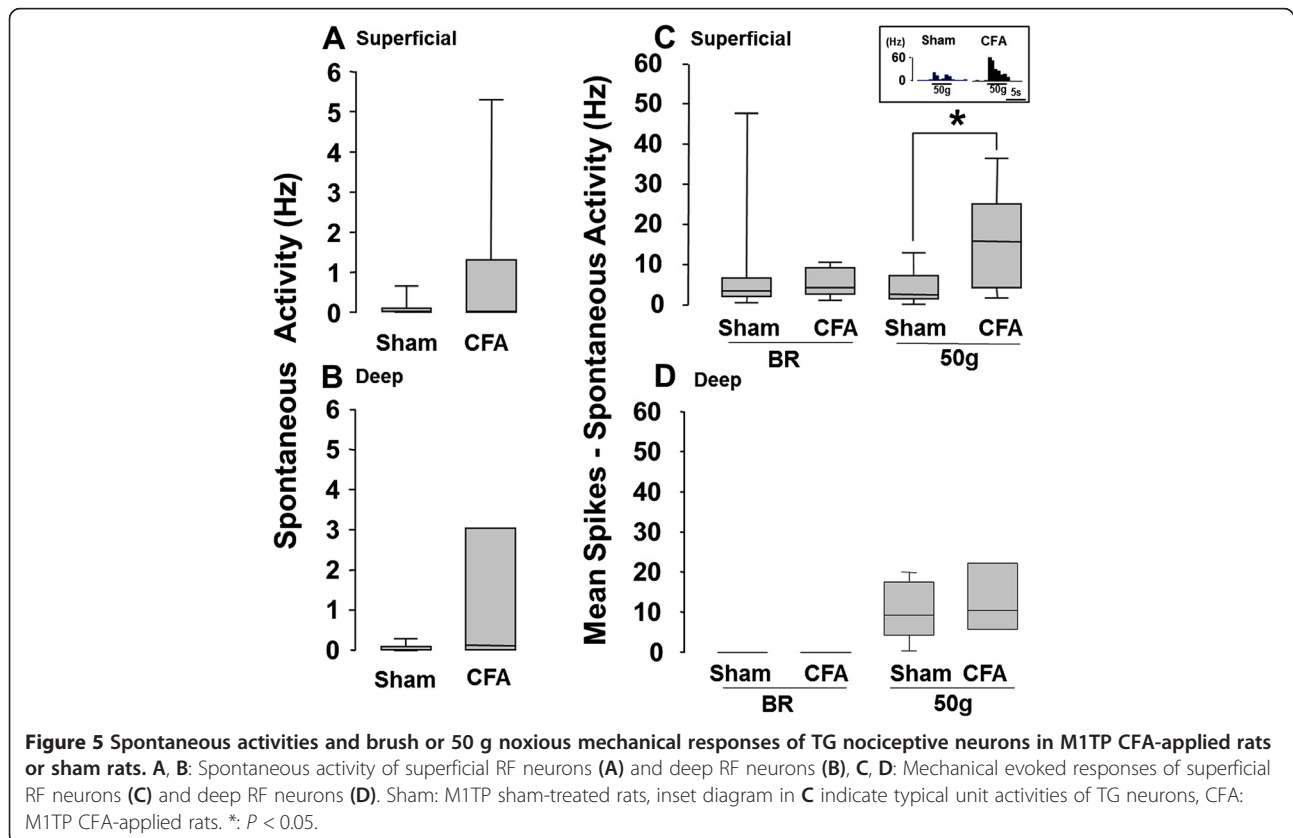 A Superficial
Spontaneous Activity (Hz)
6
5
4
3
2
1
0
Sham CFA
B Deep
6
5
4
3
2
1
0
Sham CFA
C Superficial
Mean Spikes - Spontaneous Activity (Hz)
60
50
40
30
20
10
0
Sham CFA Sham CFA
BR 50g
*
(Hz) Sham CFA
60
0
50g 50g 5s
D Deep
60
50
40
30
20
10
0
Sham CFA Sham CFA
BR 50g
Figure 5 Spontaneous activities and brush or 50 g noxious mechanical responses of TG nociceptive neurons in M1TP CFA-applied rats
or sham rats. A, B: Spontaneous activity of superficial RF neurons (A) and deep RF neurons (B), C, D: Mechanical evoked responses of superficial
RF neurons (C) and deep RF neurons (D). Sham: M1TP sham-treated rats, inset diagram in C indicate typical unit activities of TG neurons, CFA:
M1TP CFA-applied rats. *: P < 0.05.